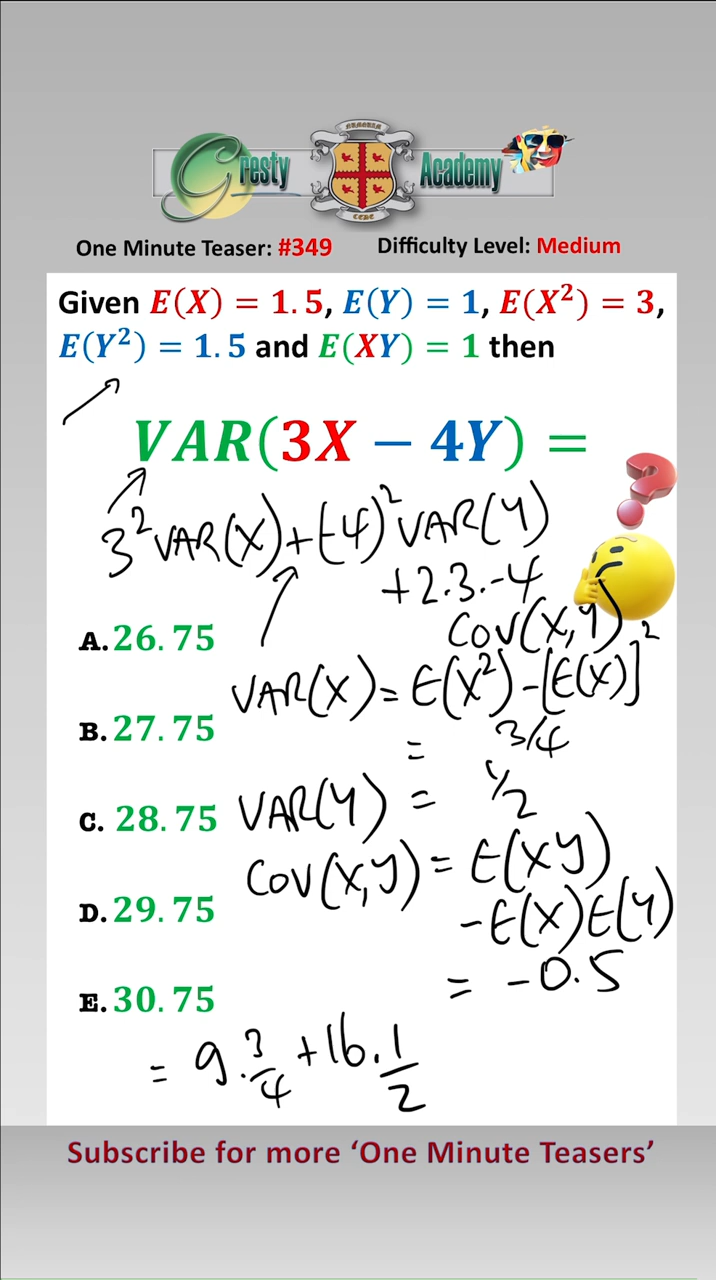 NUMORUM
Gresty Academy
CEDE
One Minute Teaser: #349 Difficulty Level: Medium
Given E(X) = 1.5, E(Y) = 1, E(X²) = 3,
E(Y²) = 1.5 and E(XY) = 1 then
VAR(3X − 4Y) =
3²VAR(X)+(-4)²VAR(Y)
+2.3.-4
COV(X,Y)
A. 26.75
VAR(X)= E(X²)-[E(X)]²
B. 27.75
= 3/4
C. 28.75
VAR(Y) = 1/2
COV(X,Y)= E(XY)
D. 29.75
-E(X)E(Y)
= -0.5
E. 30.75
= 9.3/4 +16.1/2
Subscribe for more ‘One Minute Teasers’